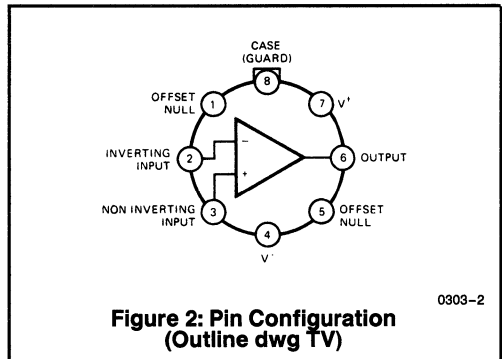 CASE
(GUARD)
8
OFFSET
NULL
1
7
V+
INVERTING
INPUT
2
−
6
OUTPUT
+
NON INVERTING
INPUT
3
5
OFFSET
NULL
4
V-
0303–2
Figure 2: Pin Configuration
(Outline dwg TV)